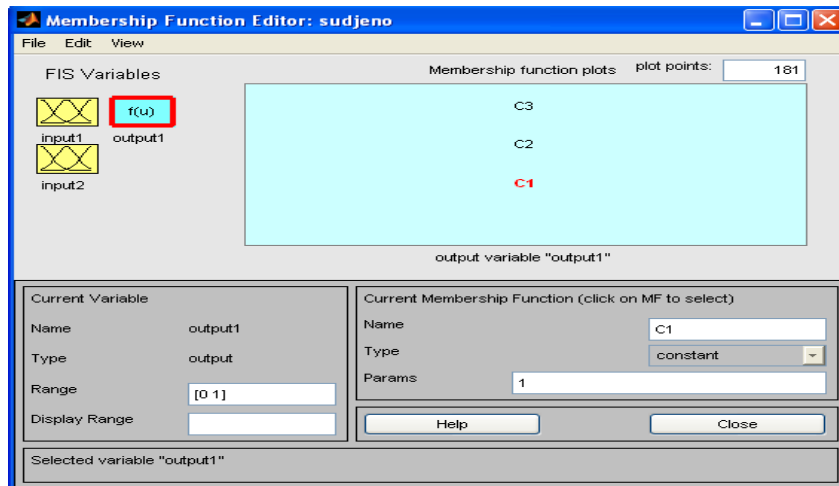 Membership Function Editor: sudjeno
File Edit View
FIS Variables
Membership function plots plot points: 181
f(u)
input1 output1
input2
C3
C2
C1
output variable "output1"
Current Variable
Name output1
Type output
Range [0 1]
Display Range
Current Membership Function (click on MF to select)
Name C1
Type constant
Params 1
Help Close
Selected variable "output1"